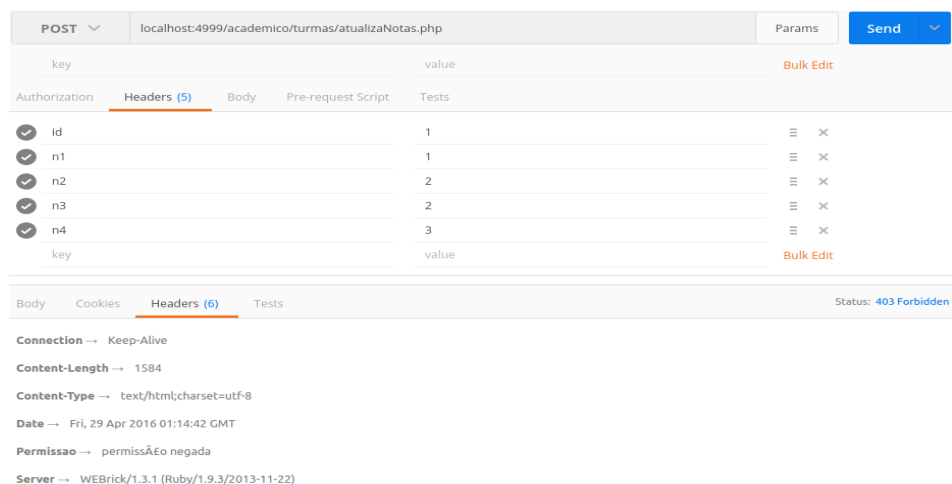 POST localhost:4999/academico/turmas/atualizaNotas.php Params Send
key value Bulk Edit
Authorization Headers (5) Body Pre-request Script Tests
id 1
n1 1
n2 2
n3 2
n4 3
key value Bulk Edit
Body Cookies Headers (6) Tests Status: 403 Forbidden
Connection → Keep-Alive
Content-Length → 1584
Content-Type → text/html;charset=utf-8
Date → Fri, 29 Apr 2016 01:14:42 GMT
Permissao → permissÃ£o negada
Server → WEBrick/1.3.1 (Ruby/1.9.3/2013-11-22)